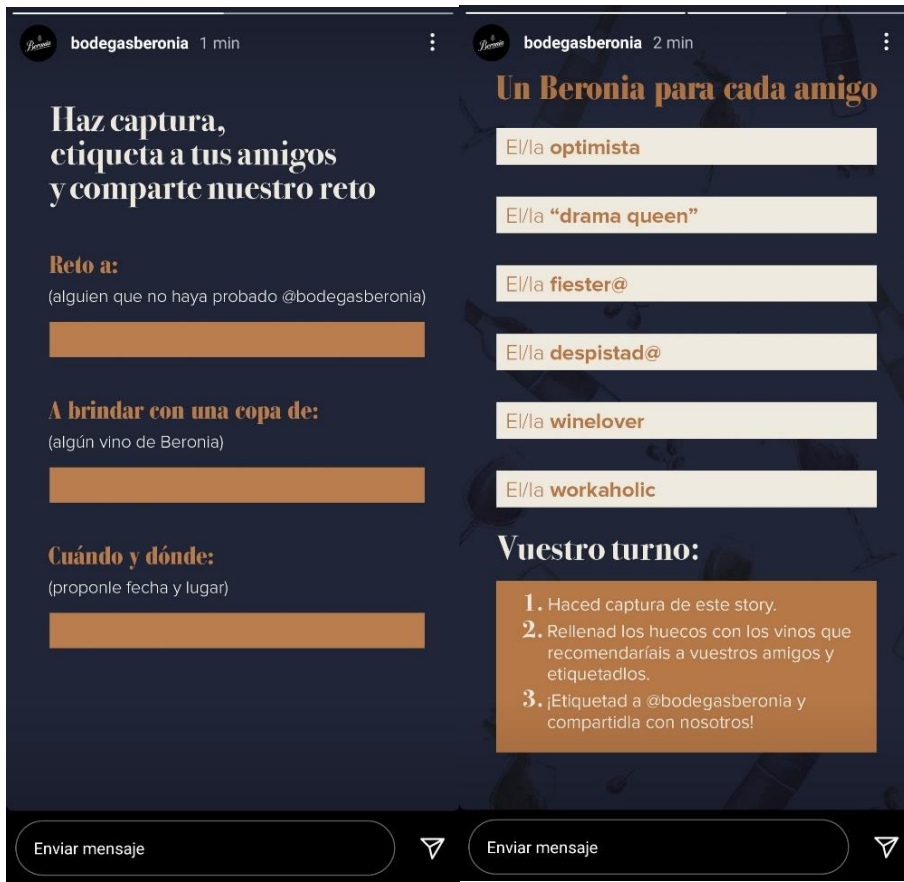 Beronia
bodegasberonia 1 min
Haz captura,
etiqueta a tus amigos
y comparte nuestro reto
Reto a:
(alguien que no haya probado @bodegasberonia)
A brindar con una copa de:
(algún vino de Beronia)
Cuándo y dónde:
(proponle fecha y lugar)
Enviar mensaje
Beronia
bodegasberonia 2 min
Un Beronia para cada amigo
El/la optimista
El/la “drama queen”
El/la fiester@
El/la despistad@
El/la winelover
El/la workaholic
Vuestro turno:
1. Haced captura de este story.
2. Rellenad los huecos con los vinos que
recomendaríais a vuestros amigos y
etiquetadlos.
3. ¡Etiquetad a @bodegasberonia y
compartidla con nosotros!
Enviar mensaje